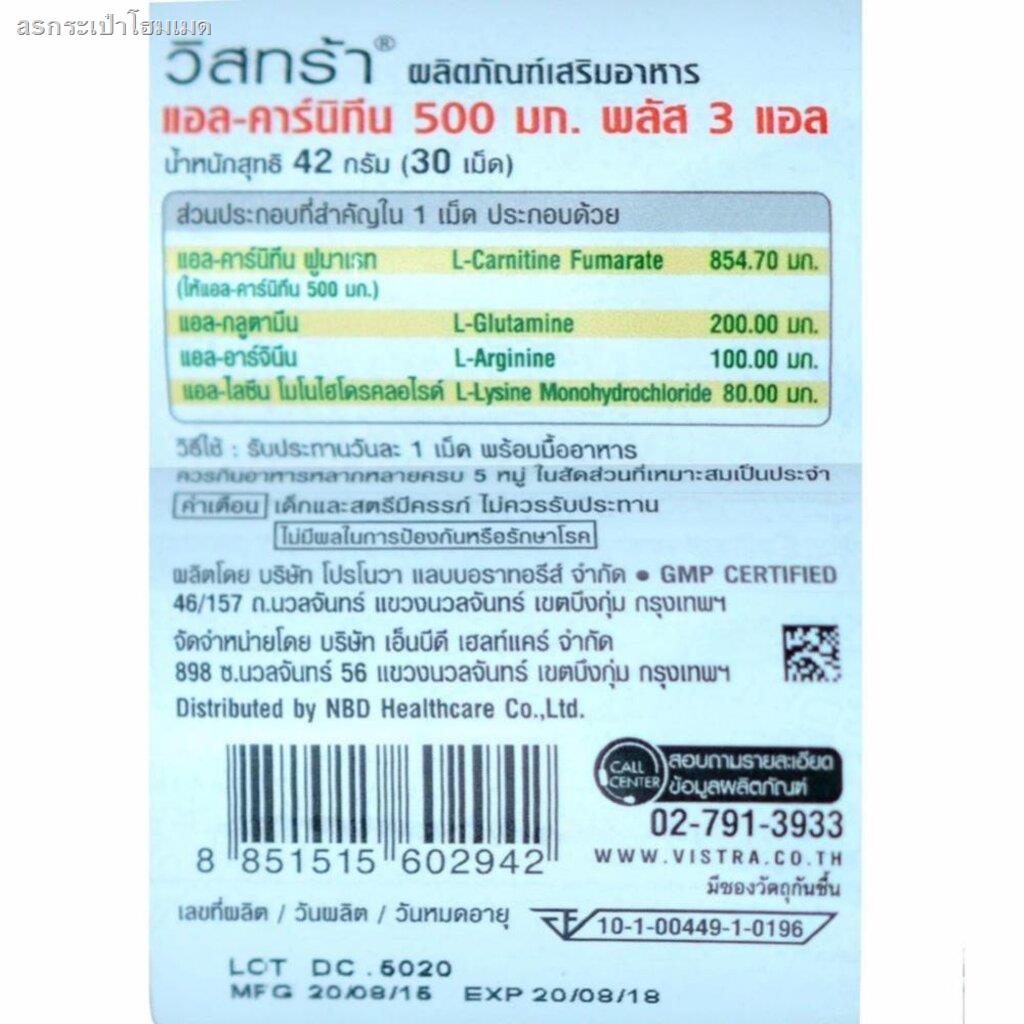 ลรกระเป๋าโฮมเมด
วิสทร้า® ผลิตภัณฑ์เสริมอาหาร
แอล-คาร์นิทีน 500 มก. พลัส 3 แอล
น้ำหนักสุทธิ 42 กรัม (30 เม็ด)
ส่วนประกอบที่สำคัญใน 1 เม็ด ประกอบด้วย
แอล-คาร์นิทีน ฟูมาเรท L-Carnitine Fumarate 854.70 มก.
(ให้แอล-คาร์นิทีน 500 มก.)
แอล-กลูตามีน L-Glutamine 200.00 มก.
แอล-อาร์จินีน L-Arginine 100.00 มก.
แอล-ไลซีน โมโนไฮโดรคลอไรด์ L-Lysine Monohydrochloride 80.00 มก.
วิธีใช้ : รับประทานวันละ 1 เม็ด พร้อมมื้ออาหาร
ควรกินอาหารหลากหลายครบ 5 หมู่ ในสัดส่วนที่เหมาะสมเป็นประจำ
คำเตือน เด็กและสตรีมีครรภ์ ไม่ควรรับประทาน
ไม่มีผลในการป้องกันหรือรักษาโรค
ผลิตโดย บริษัท โปรโนวา แลบบอราทอรีส์ จำกัด • GMP CERTIFIED
46/157 ถ.นวลจันทร์ แขวงนวลจันทร์ เขตบึงกุ่ม กรุงเทพฯ
จัดจำหน่ายโดย บริษัท เอ็นบีดี เฮลท์แคร์ จำกัด
898 ซ.นวลจันทร์ 56 แขวงนวลจันทร์ เขตบึงกุ่ม กรุงเทพฯ
Distributed by NBD Healthcare Co.,Ltd.
CALL CENTER สอบถามรายละเอียด
ข้อมูลผลิตภัณฑ์
02-791-3933
WWW.VISTRA.CO.TH
8 851515 602942
มีซองวัตถุกันชื้น
เลขที่ผลิต / วันผลิต / วันหมดอายุ
10-1-00449-1-0196
LOT DC.5020
MFG 20/08/15 EXP 20/08/18